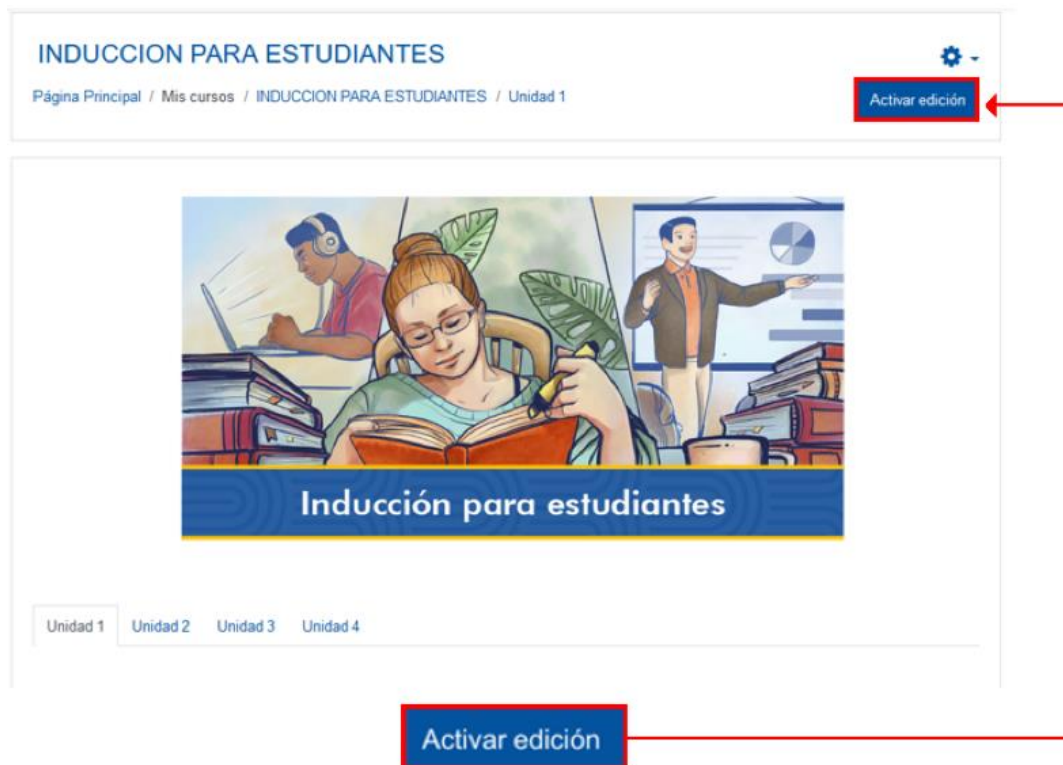 INDUCCION PARA ESTUDIANTES
Página Principal / Mis cursos / INDUCCION PARA ESTUDIANTES / Unidad 1
Activar edición
Inducción para estudiantes
Unidad 1 Unidad 2 Unidad 3 Unidad 4
Activar edición